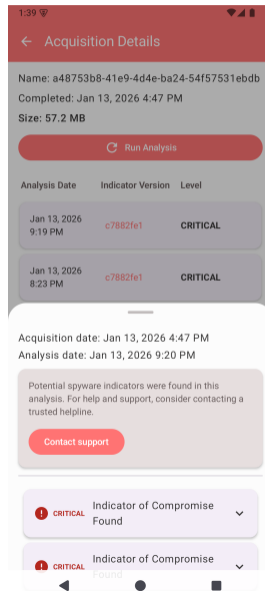 1:39
Acquisition Details
Name: a48753b8-41e9-4d4e-ba24-54f57531ebdb
Completed: Jan 13, 2026 4:47 PM
Size: 57.2 MB
Run Analysis
Analysis Date Indicator Version Level
Jan 13, 2026
9:19 PM c7882fe1 CRITICAL
Jan 13, 2026
8:23 PM c7882fe1 CRITICAL
Acquisition date: Jan 13, 2026 4:47 PM
Analysis date: Jan 13, 2026 9:20 PM
Potential spyware indicators were found in this
analysis. For help and support, consider contacting a
trusted helpline.
Contact support
CRITICAL Indicator of Compromise
Found
CRITICAL Indicator of Compromise
Found